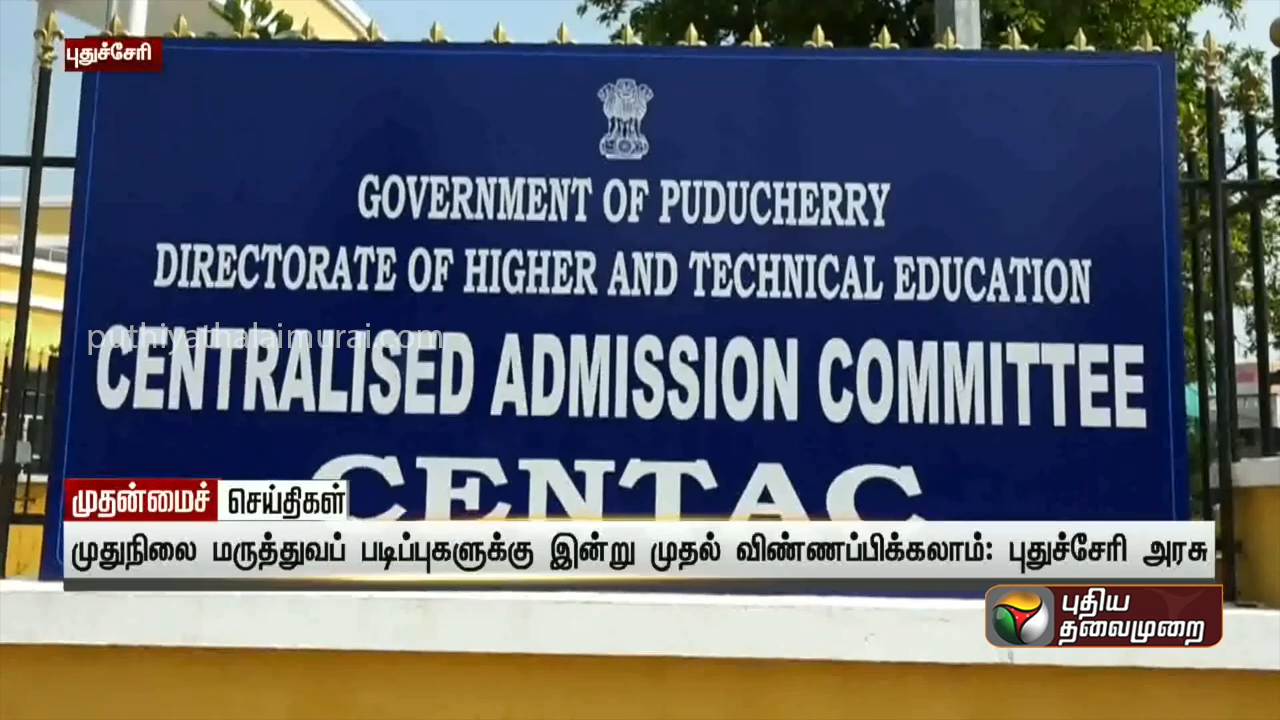 புதுச்சேரி
GOVERNMENT OF PUDUCHERRY
DIRECTORATE OF HIGHER AND TECHNICAL EDUCATION
puthiyathalaimurai.com
CENTRALISED ADMISSION COMMITTEE
CENTAC
முதன்மைச் செய்திகள்
முதுநிலை மருத்துவப் படிப்புகளுக்கு இன்று முதல் விண்ணப்பிக்கலாம்: புதுச்சேரி அரசு
புதிய
தலைமுறை